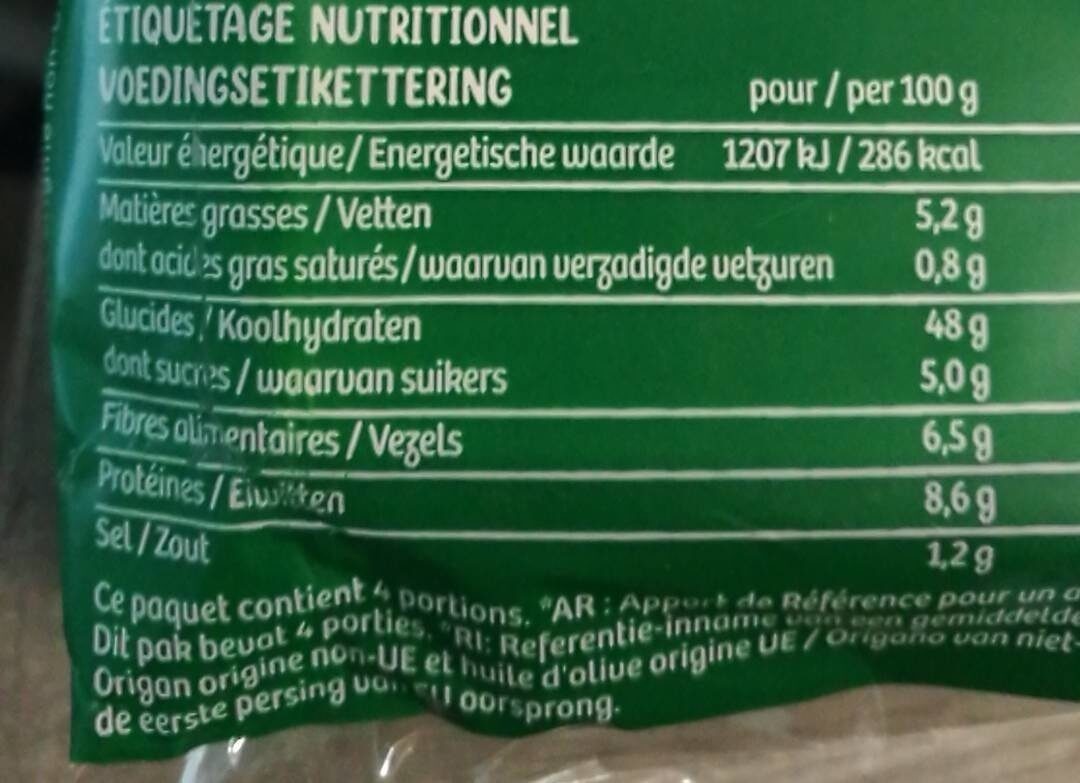 ÉTIQUETAGE NUTRITIONNEL
VOEDINGSETIKETTERING pour / per 100 g
Valeur énergétique / Energetische waarde 1207 kJ / 286 kcal
Matières grasses / Vetten 5,2 g
dont acides gras saturés / waarvan verzadigde vetzuren 0,8 g
Glucides / Koolhydraten 48 g
dont sucres / waarvan suikers 5,0 g
Fibres alimentaires / Vezels 6,5 g
Protéines / Eiwitten 8,6 g
Sel / Zout 1,2 g
Ce paquet contient 4 portions. *AR : Apport de Référence pour un a
Dit pak bevat 4 porties. *RI: Referentie-inname van een gemiddelde
Origan origine non-UE et huile d'olive origine UE / Origano van niet-
de eerste persing van EU oorsprong.